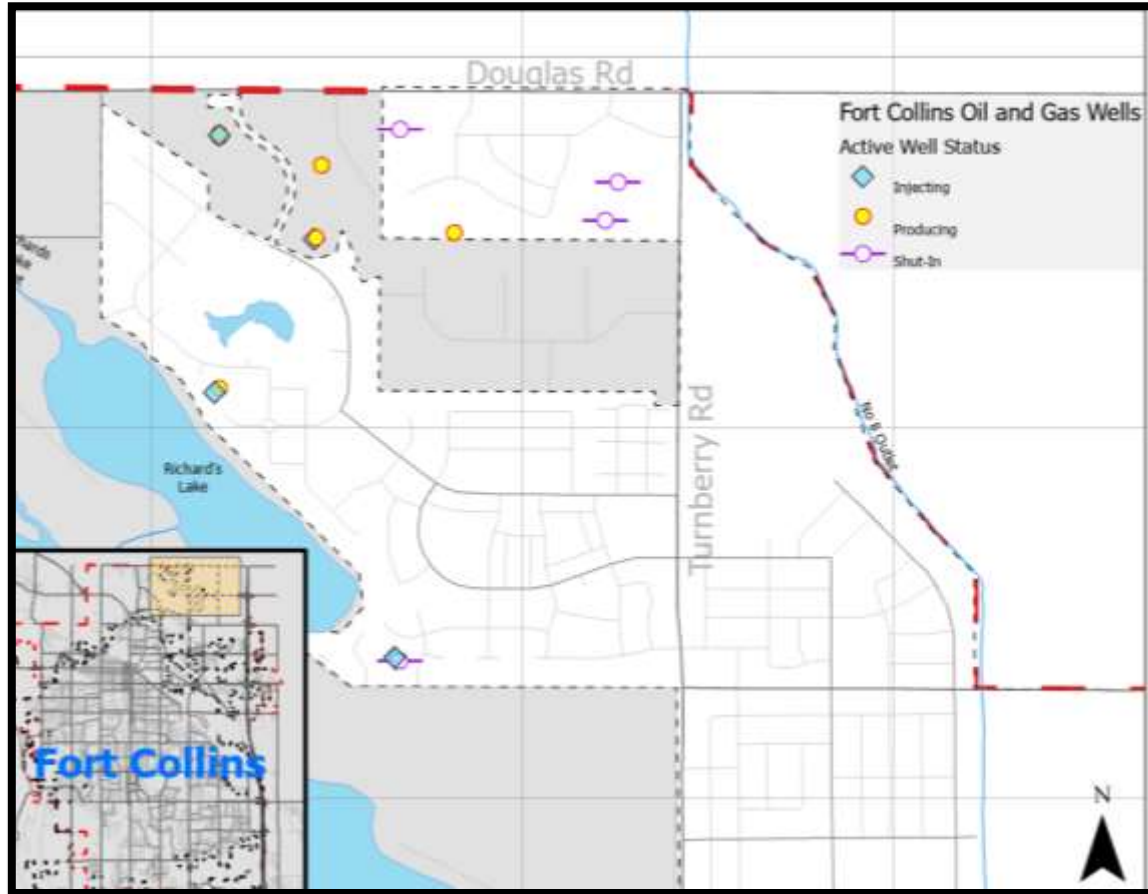 Douglas Rd
Fort Collins Oil and Gas Wells
Active Well Status
Injecting
Producing
Shut-In
Turnberry Rd
No 8 Outlet
Richard's
Lake
Fort Collins
N